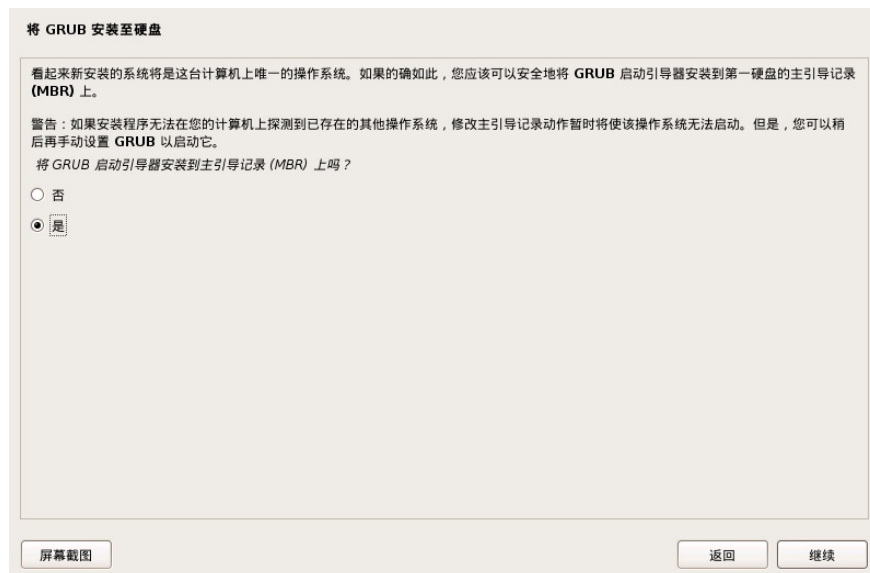 将 GRUB 安装至硬盘
看起来新安装的系统将是这台计算机上唯一的操作系统。如果的确如此，您应该可以安全地将 GRUB 启动引导器安装到第一硬盘的主引导记录
(MBR) 上。
警告：如果安装程序无法在您的计算机上探测到已存在的其他操作系统，修改主引导记录动作暂时将使该操作系统无法启动。但是，您可以稍
后再手动设置 GRUB 以启动它。
将 GRUB 启动引导器安装到主引导记录 (MBR) 上吗？
否
是
屏幕截图
返回
继续